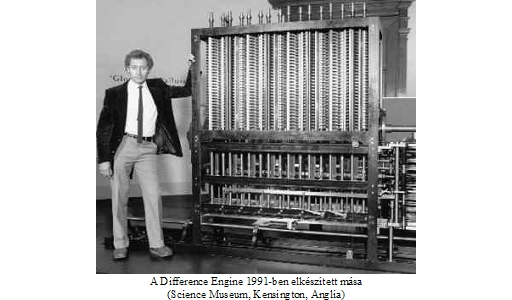 A Difference Engine 1991-ben elkészített mása
(Science Museum, Kensington, Anglia)